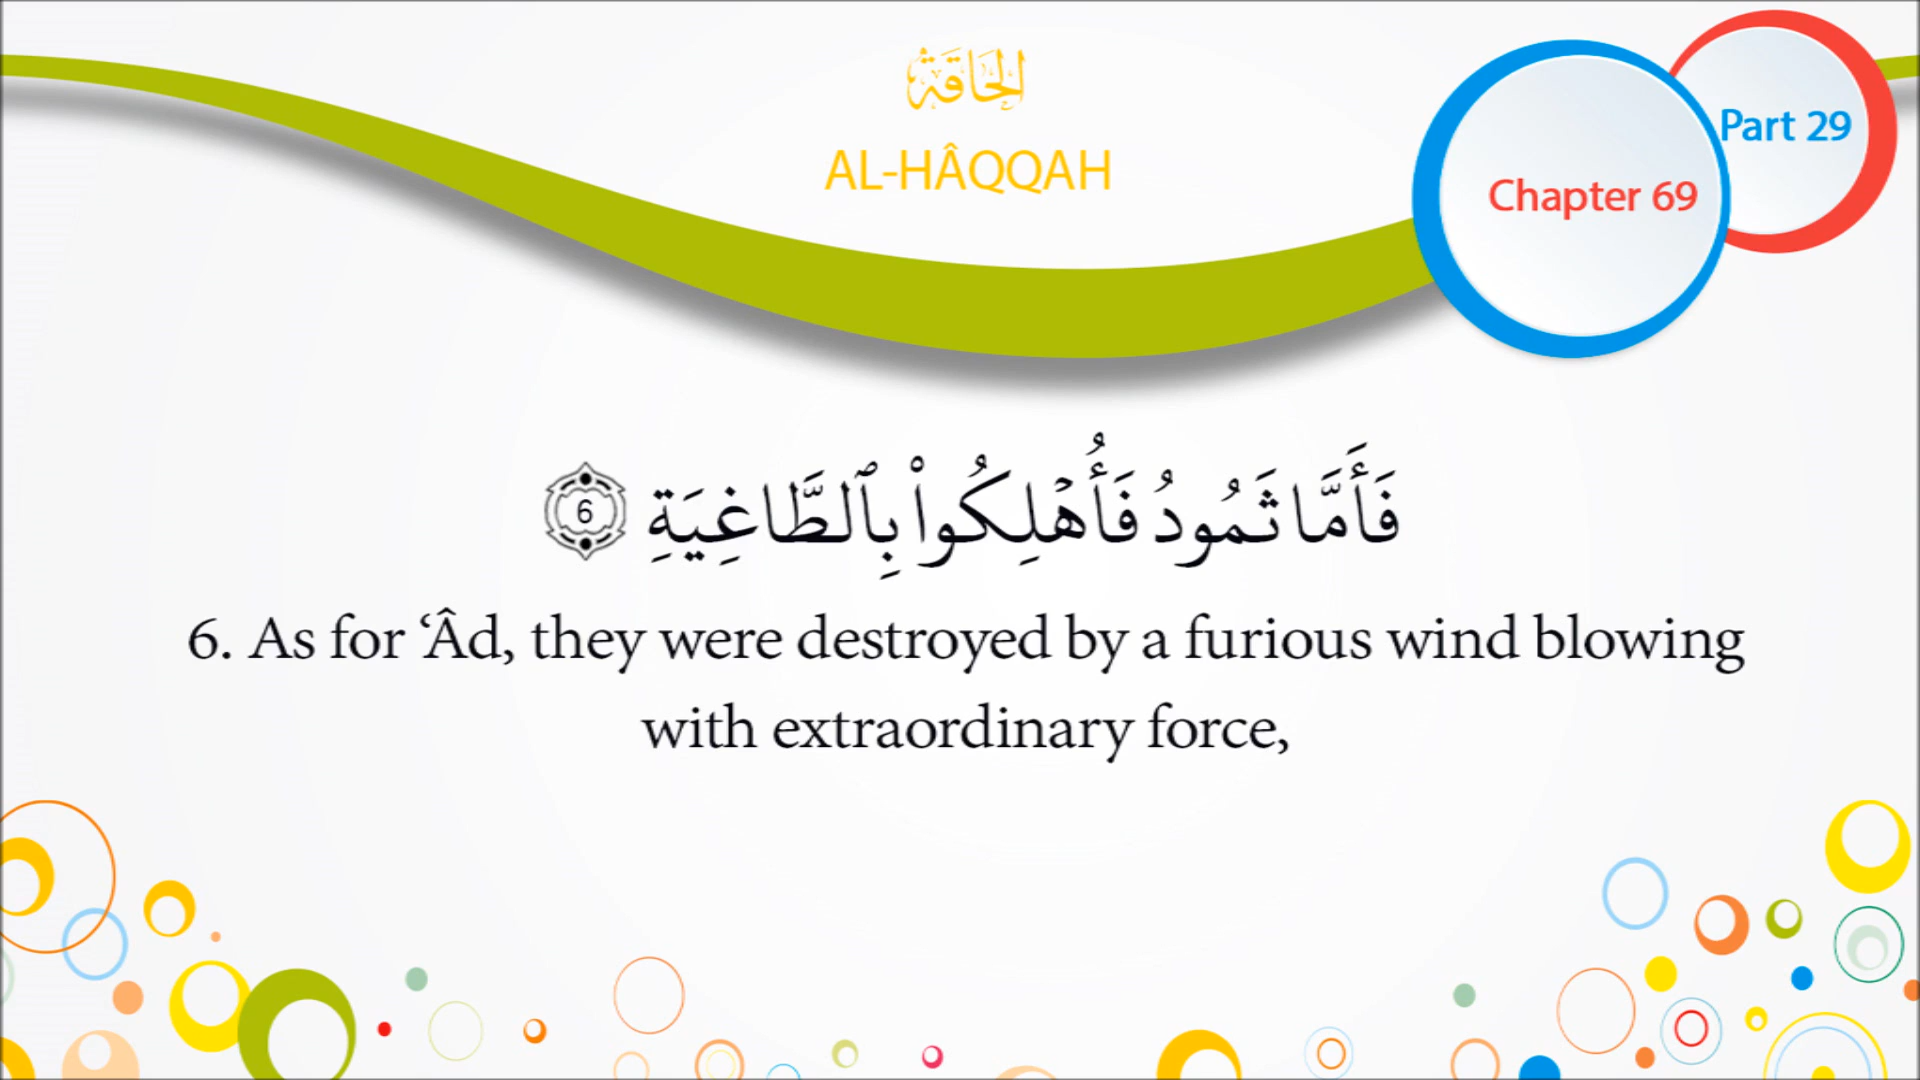 الحاقة
AL-HÂQQAH
Part 29
Chapter 69
فَأَمَّا ثَمُودُ فَأُهۡلِكُواْ بِٱلطَّاغِيَةِ 6
6. As for ‘Âd, they were destroyed by a furious wind blowing
with extraordinary force,